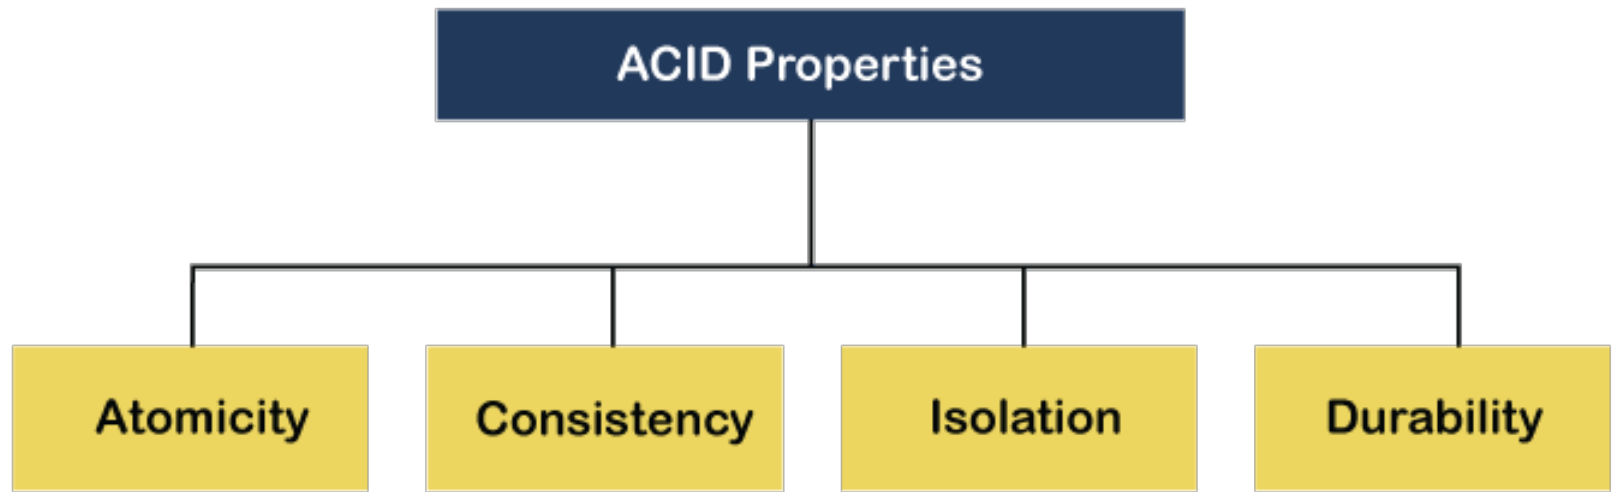 ACID Properties
Atomicity
Consistency
Isolation
Durability